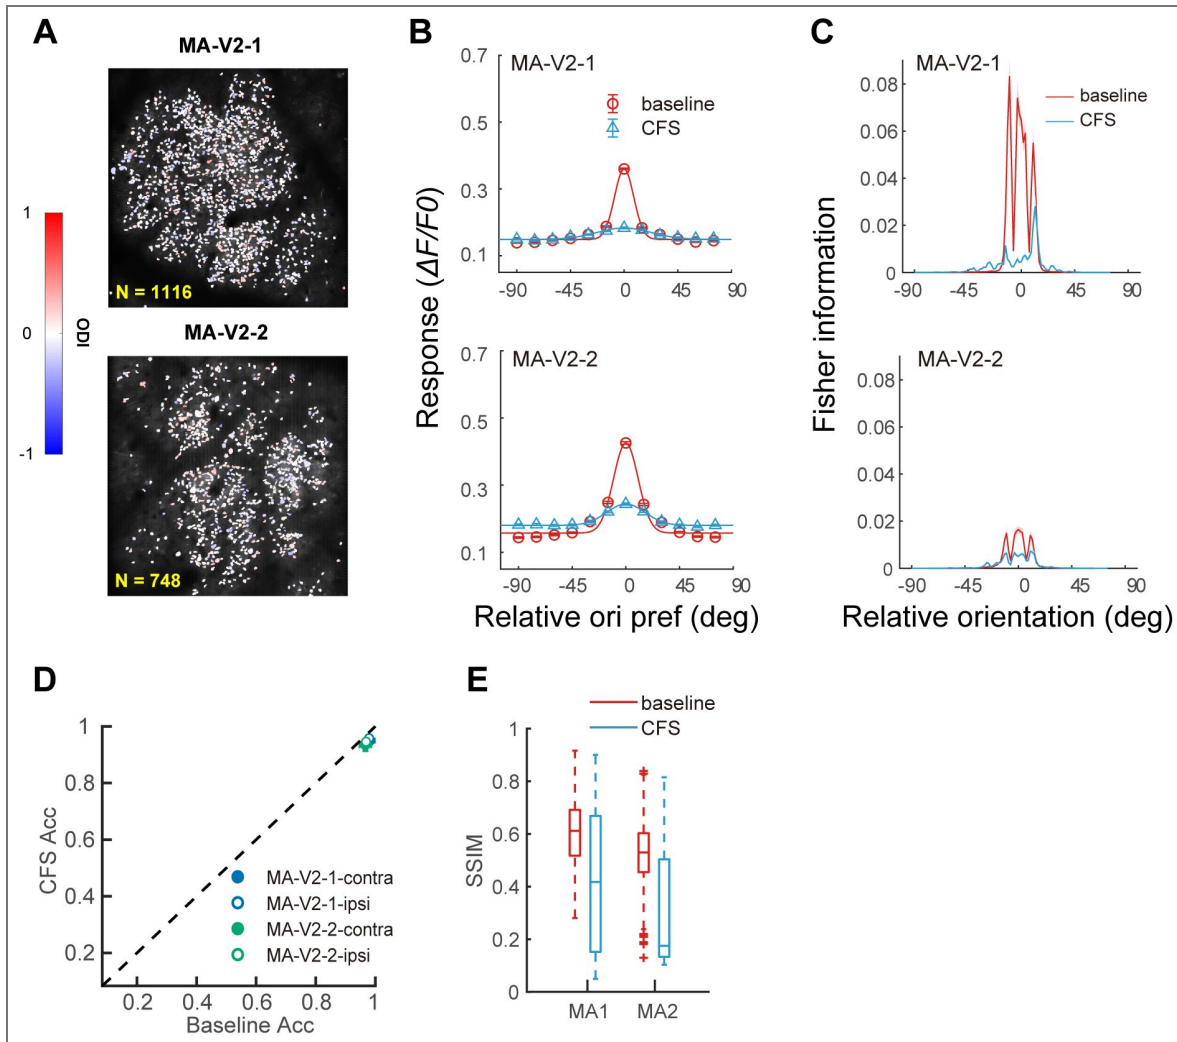 A
MA-V2-1
N = 1116
MA-V2-2
N = 748
1
0
-1
ODI
B
MA-V2-1
baseline
CFS
0.7
0.5
0.3
0.1
-90
-45
0
45
90
MA-V2-2
0.7
0.5
0.3
0.1
-90
-45
0
45
90
Response (ΔF/F0)
Relative ori pref (deg)
C
MA-V2-1
baseline
CFS
0.08
0.06
0.04
0.02
0
-90
-45
0
45
90
MA-V2-2
0.08
0.06
0.04
0.02
0
-90
-45
0
45
90
Fisher information
Relative orientation (deg)
D
1
0.8
0.6
0.4
0.2
CFS Acc
MA-V2-1-contra
MA-V2-1-ipsi
MA-V2-2-contra
MA-V2-2-ipsi
0.2
0.4
0.6
0.8
1
Baseline Acc
E
baseline
CFS
1
0.8
0.6
0.4
0.2
0
SSIM
MA1
MA2